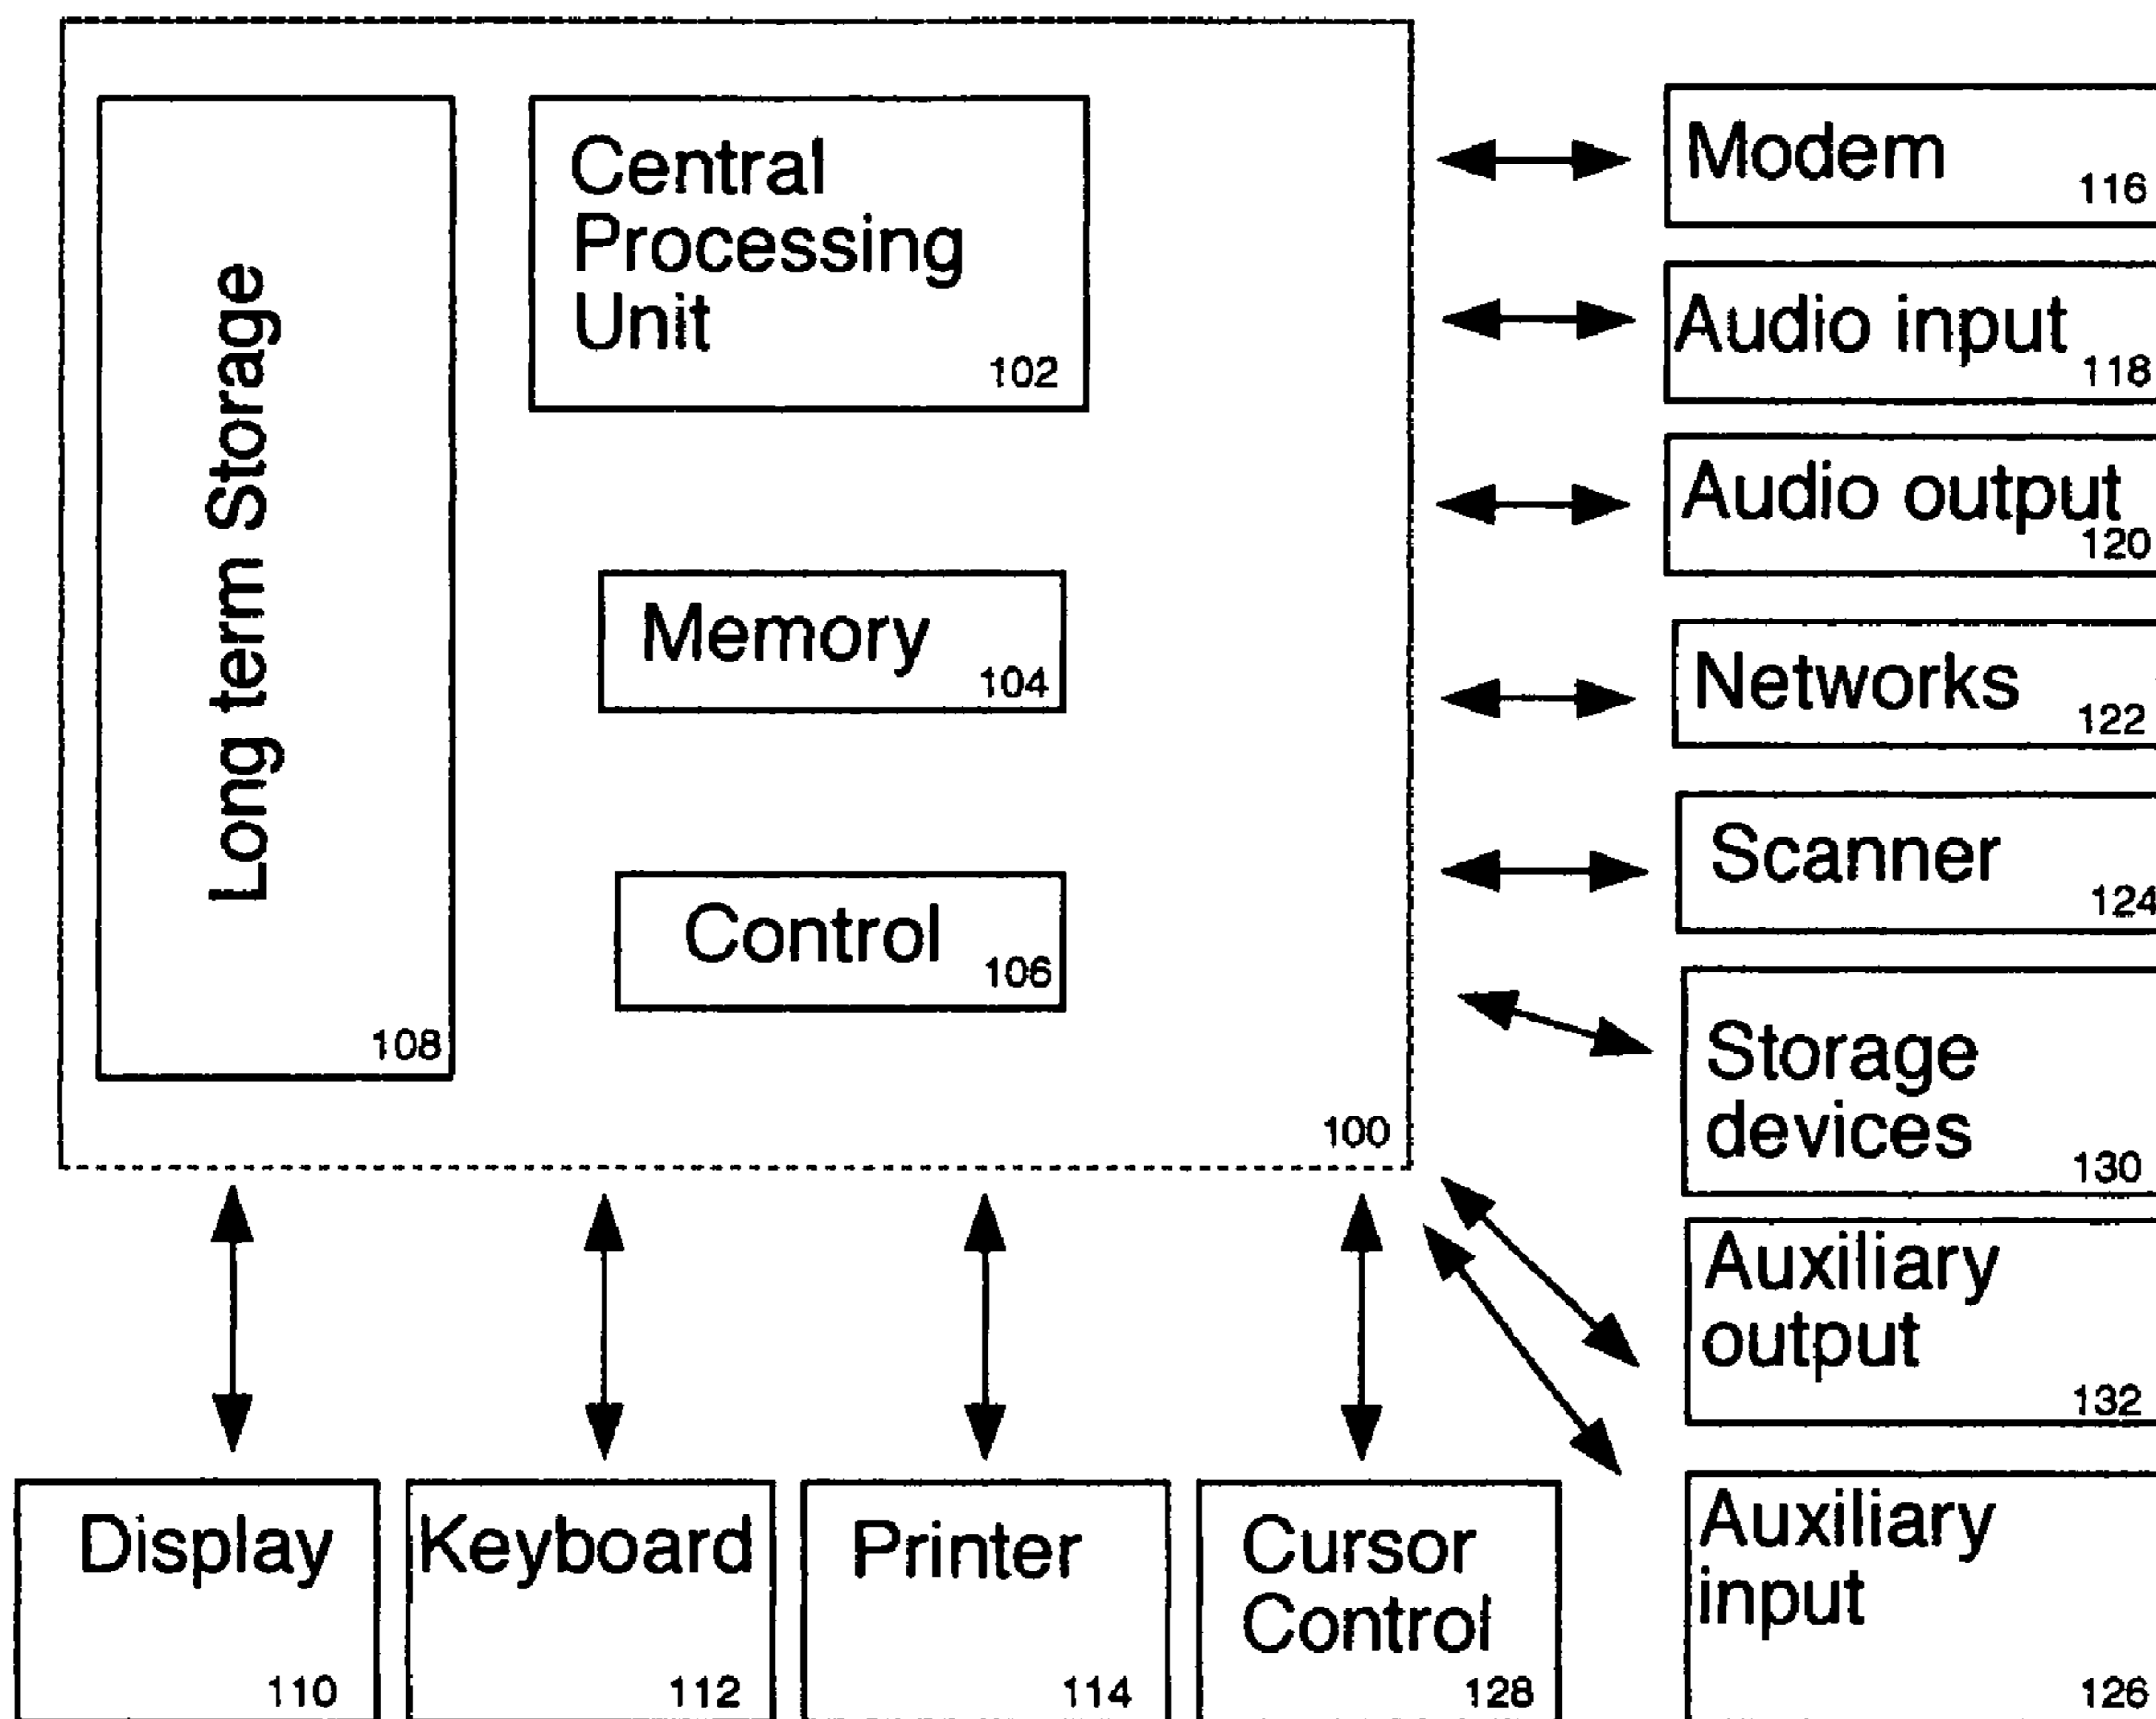 Long term Storage
108
Central
Processing
Unit
102
Memory
104
Control
106
100
Modem
116
Audio input
118
Audio output
120
Networks
122
Scanner
124
Storage
devices
130
Auxiliary
output
132
Auxiliary
input
126
Display
110
Keyboard
112
Printer
114
Cursor
Control
128